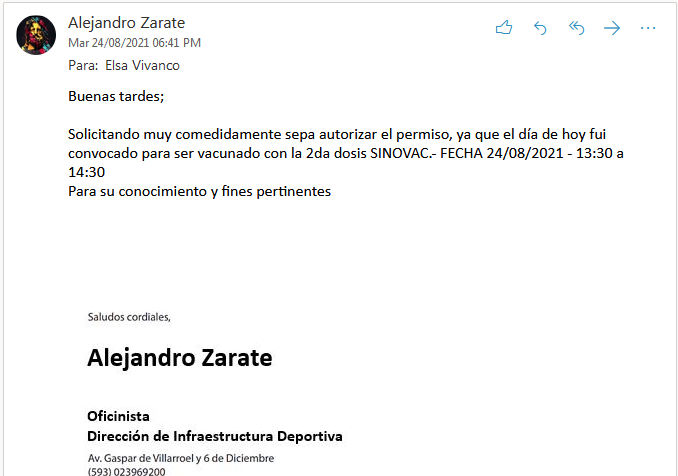 Alejandro Zarate
Mar 24/08/2021 06:41 PM
Para: Elsa Vivanco
Buenas tardes;
Solicitando muy comedidamente sepa autorizar el permiso, ya que el día de hoy fui
convocado para ser vacunado con la 2da dosis SINOVAC.- FECHA 24/08/2021 - 13:30 a
14:30
Para su conocimiento y fines pertinentes
Saludos cordiales,
Alejandro Zarate
Oficinista
Dirección de Infraestructura Deportiva
Av. Gaspar de Villarroel y 6 de Diciembre
(593) 023969200